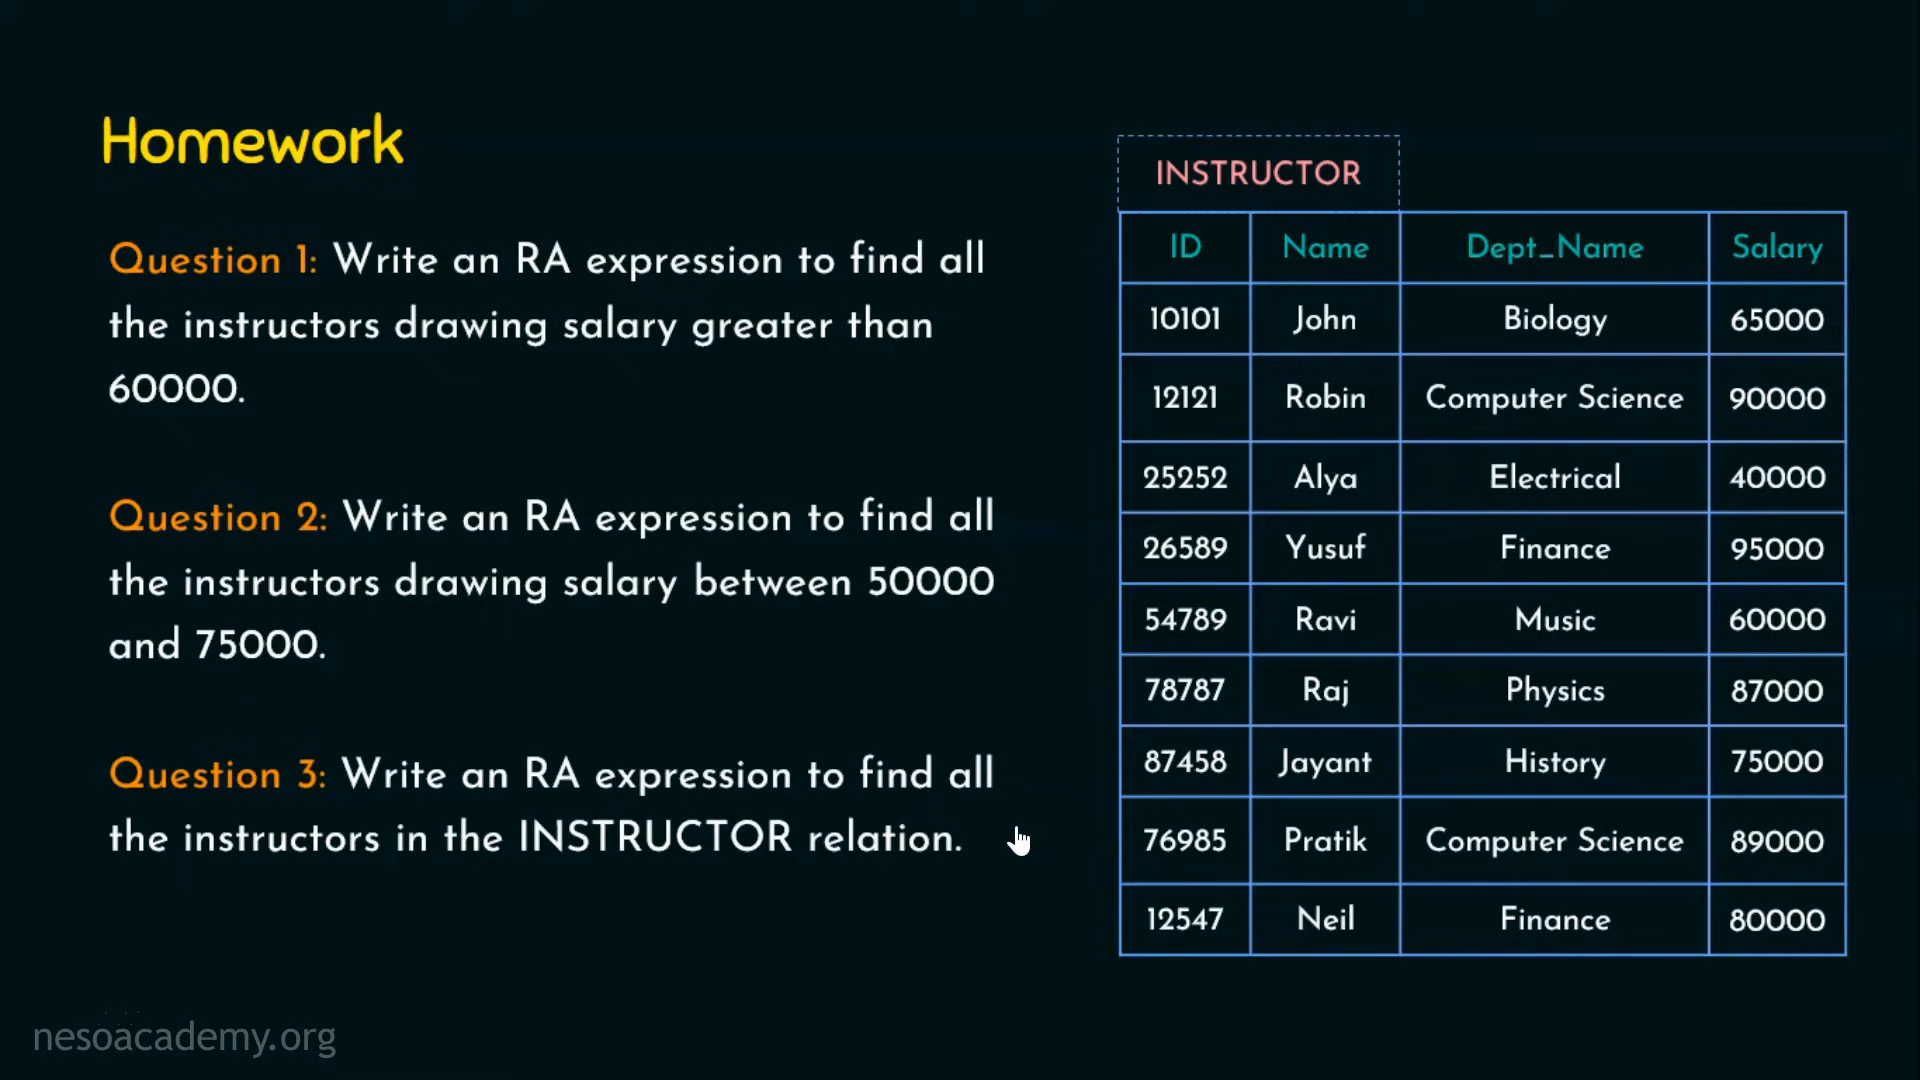 Homework
Question 1: Write an RA expression to find all
the instructors drawing salary greater than
60000.
Question 2: Write an RA expression to find all
the instructors drawing salary between 50000
and 75000.
Question 3: Write an RA expression to find all
the instructors in the INSTRUCTOR relation.
INSTRUCTOR
ID Name Dept_Name Salary
10101 John Biology 65000
12121 Robin Computer Science 90000
25252 Alya Electrical 40000
26589 Yusuf Finance 95000
54789 Ravi Music 60000
78787 Raj Physics 87000
87458 Jayant History 75000
76985 Pratik Computer Science 89000
12547 Neil Finance 80000
nesoacademy.org